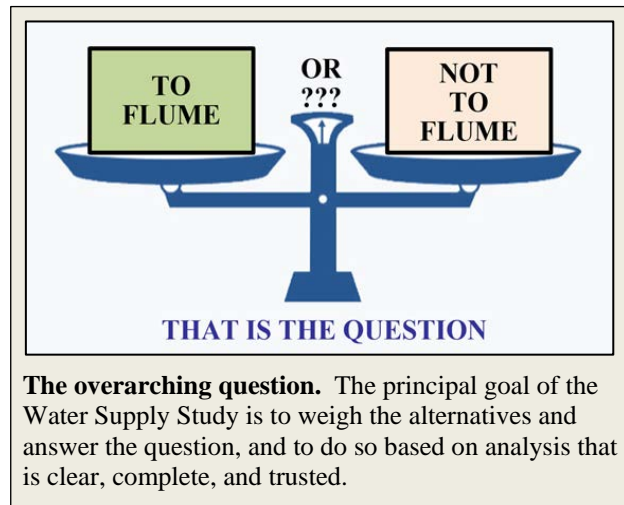 TO
FLUME
OR
???
NOT
TO
FLUME
THAT IS THE QUESTION
The overarching question.  The principal goal of the
Water Supply Study is to weigh the alternatives and
answer the question, and to do so based on analysis that
is clear, complete, and trusted.